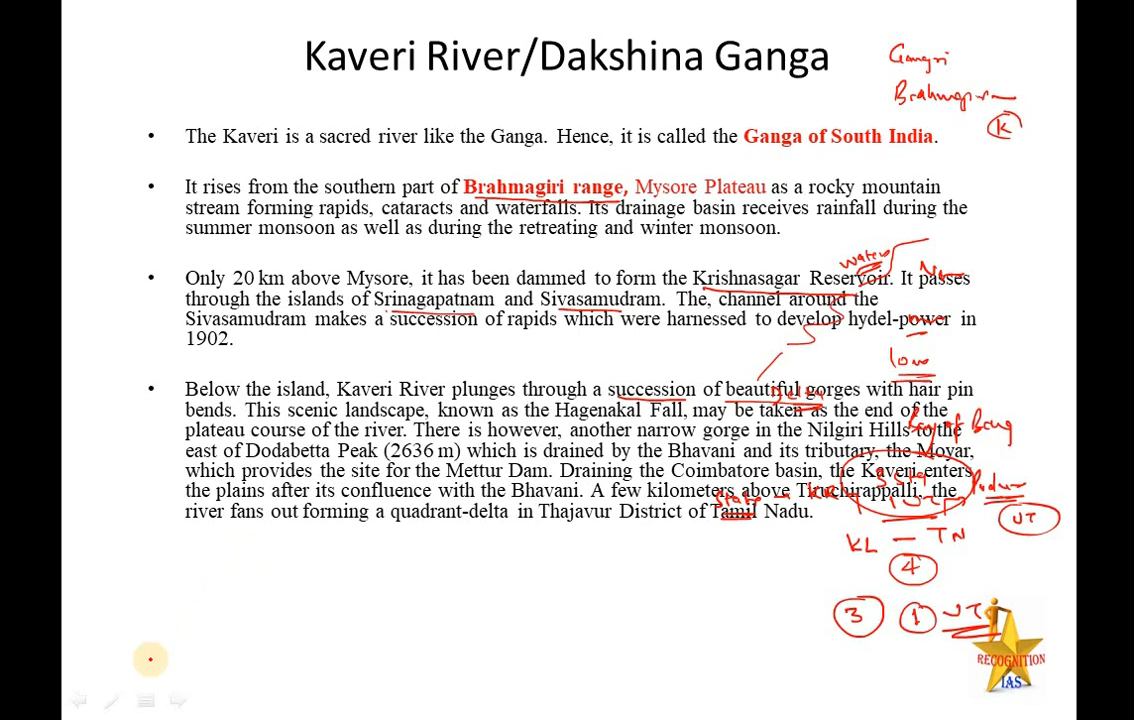 Kaveri River/Dakshina Ganga
Gangri
Brahmgir
K
• The Kaveri is a sacred river like the Ganga. Hence, it is called the Ganga of South India.
• It rises from the southern part of Brahmagiri range, Mysore Plateau as a rocky mountain
stream forming rapids, cataracts and waterfalls. Its drainage basin receives rainfall during the
summer monsoon as well as during the retreating and winter monsoon.
water
• Only 20 km above Mysore, it has been dammed to form the Krishnasagar Reservoir. It passes
through the islands of Srinagapatnam and Sivasamudram. The, channel around the
Sivasamudram makes a succession of rapids which were harnessed to develop hydel-power in
1902.
• Below the island, Kaveri River plunges through a succession of beautiful gorges with hair pin
Delta
bends. This scenic landscape, known as the Hagenakal Fall, may be taken as the end of the
Bay of Beng
plateau course of the river. There is however, another narrow gorge in the Nilgiri Hills to the
east of Dodabetta Peak (2636 m) which is drained by the Bhavani and its tributary, the Moyar,
which provides the site for the Mettur Dam. Draining the Coimbatore basin, the Kaveri enters
the plains after its confluence with the Bhavani. A few kilometers above Tiruchirappalli, the
State - KR
1 UT
UT
river fans out forming a quadrant-delta in Thajavur District of Tamil Nadu.
KL — TN
4
3 1 UT
RECOGNITION
IAS